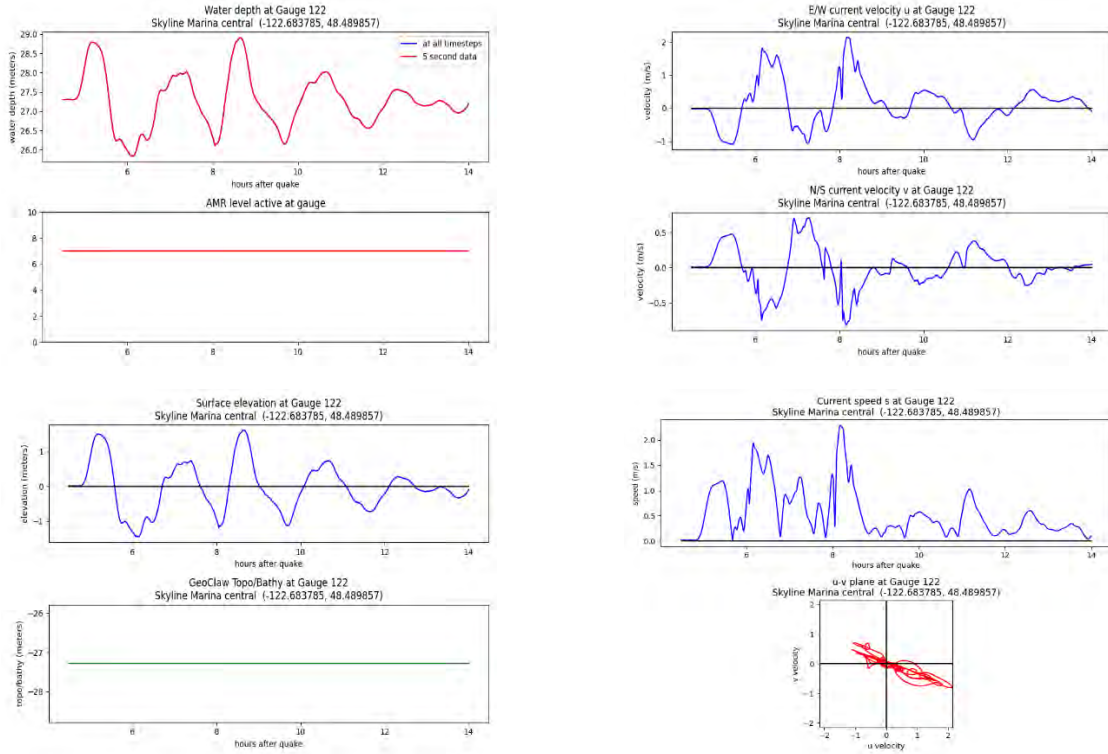 Water depth at Gauge 122
Skyline Marina central (-122.683785, 48.489857)
at all timesteps
5 second data
water depth (meters)
29.0
28.5
28.0
27.5
27.0
26.5
26.0
6
8
10
12
14
hours after quake
AMR level active at gauge
10
8
6
4
2
0
6
8
10
12
14
hours after quake
Surface elevation at Gauge 122
Skyline Marina central (-122.683785, 48.489857)
elevation (meters)
1
0
−1
6
8
10
12
14
hours after quake
GeoClaw Topo/Bathy at Gauge 122
Skyline Marina central (-122.683785, 48.489857)
topo/bathy (meters)
−26
−27
−28
6
8
10
12
14
hours after quake
E/W current velocity u at Gauge 122
Skyline Marina central (-122.683785, 48.489857)
velocity (m/s)
2
1
0
−1
6
8
10
12
14
hours after quake
N/S current velocity v at Gauge 122
Skyline Marina central (-122.683785, 48.489857)
velocity (m/s)
0.5
0.0
−0.5
6
8
10
12
14
hours after quake
Current speed s at Gauge 122
Skyline Marina central (-122.683785, 48.489857)
speed (m/s)
2.0
1.5
1.0
0.5
0.0
6
8
10
12
14
hours after quake
u-v plane at Gauge 122
Skyline Marina central (-122.683785, 48.489857)
v velocity
2
1
0
−1
−2
−2
−1
0
1
2
u velocity